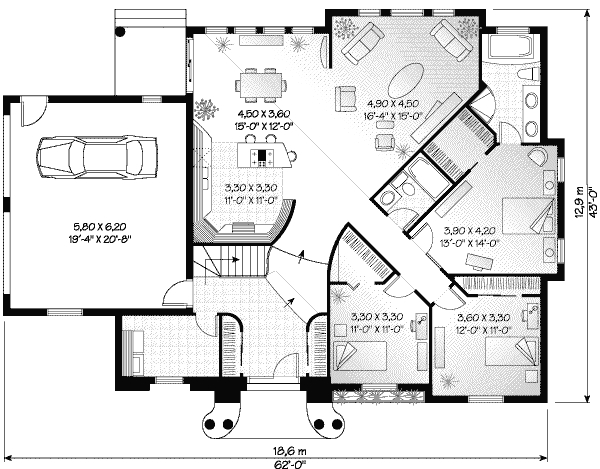 4,50 X 3,60
15'-0" X 12'-0"
4,90 X 4,50
16'-4" X 15'-0"
3,30 X 3,30
11'-0" X 11'-0"
5,80 X 6,20
19'-4" X 20'-8"
3,90 X 4,20
13'-0" X 14'-0"
3,30 X 3,30
11'-0" X 11'-0"
3,60 X 3,30
12'-0" X 11'-0"
12,9 m
43'-0"
18,6 m
62'-0"